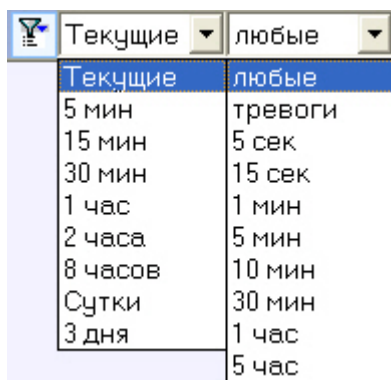 Текущие любые
Текущие любые
5 мин тревоги
15 мин 5 сек
30 мин 15 сек
1 час 1 мин
2 часа 5 мин
8 часов 10 мин
Сутки 30 мин
3 дня 1 час
5 час